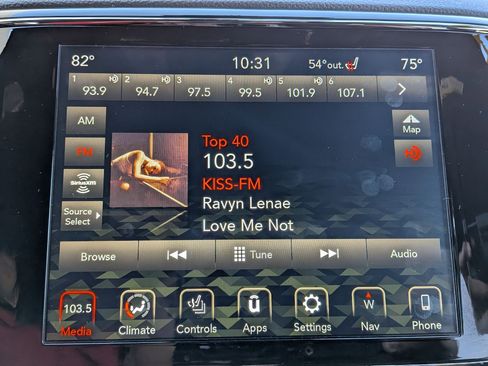 82° 10:31 54°out. 75°
1 2 3 4 5 6
93.9 94.7 97.5 99.5 101.9 107.1
AM
Top 40
Map
103.5
FM
KISS-FM
SiriusXM
Ravyn Lenae
Source
Select
Love Me Not
Browse Tune Audio
103.5 W
Media Climate Controls Apps Settings Nav Phone